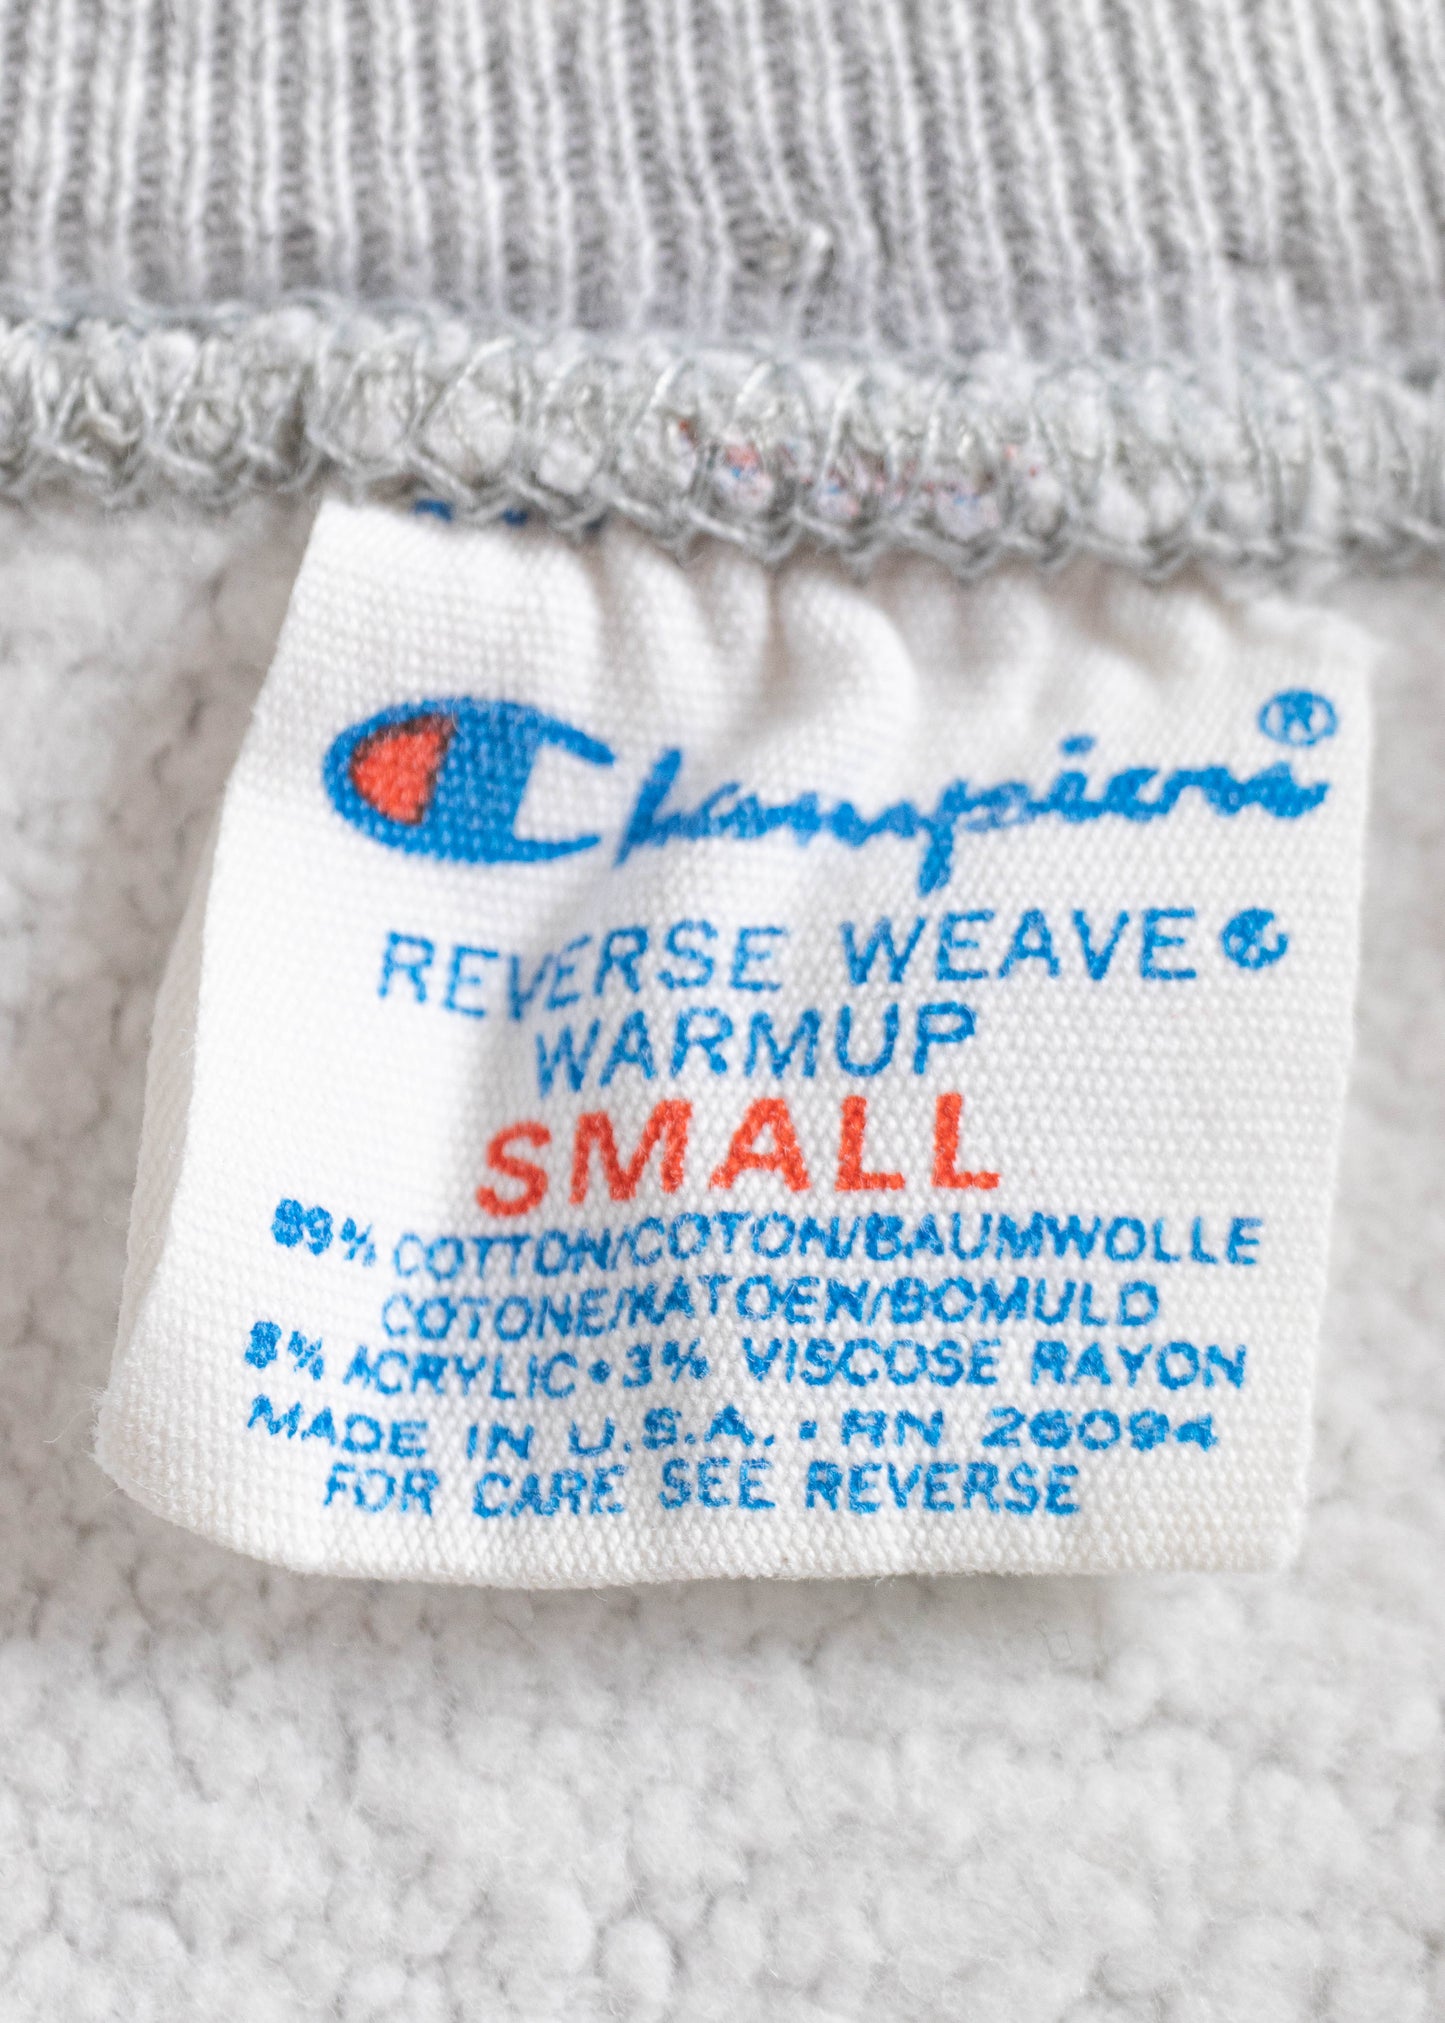 Champion ®
REVERSE WEAVE
WARMUP
SMALL
89% COTTON/COTON/BAUMWOLLE
COTONE/KATOEN/BOMULD
8% ACRYLIC • 3% VISCOSE RAYON
MADE IN U.S.A. • RN 26094
FOR CARE SEE REVERSE